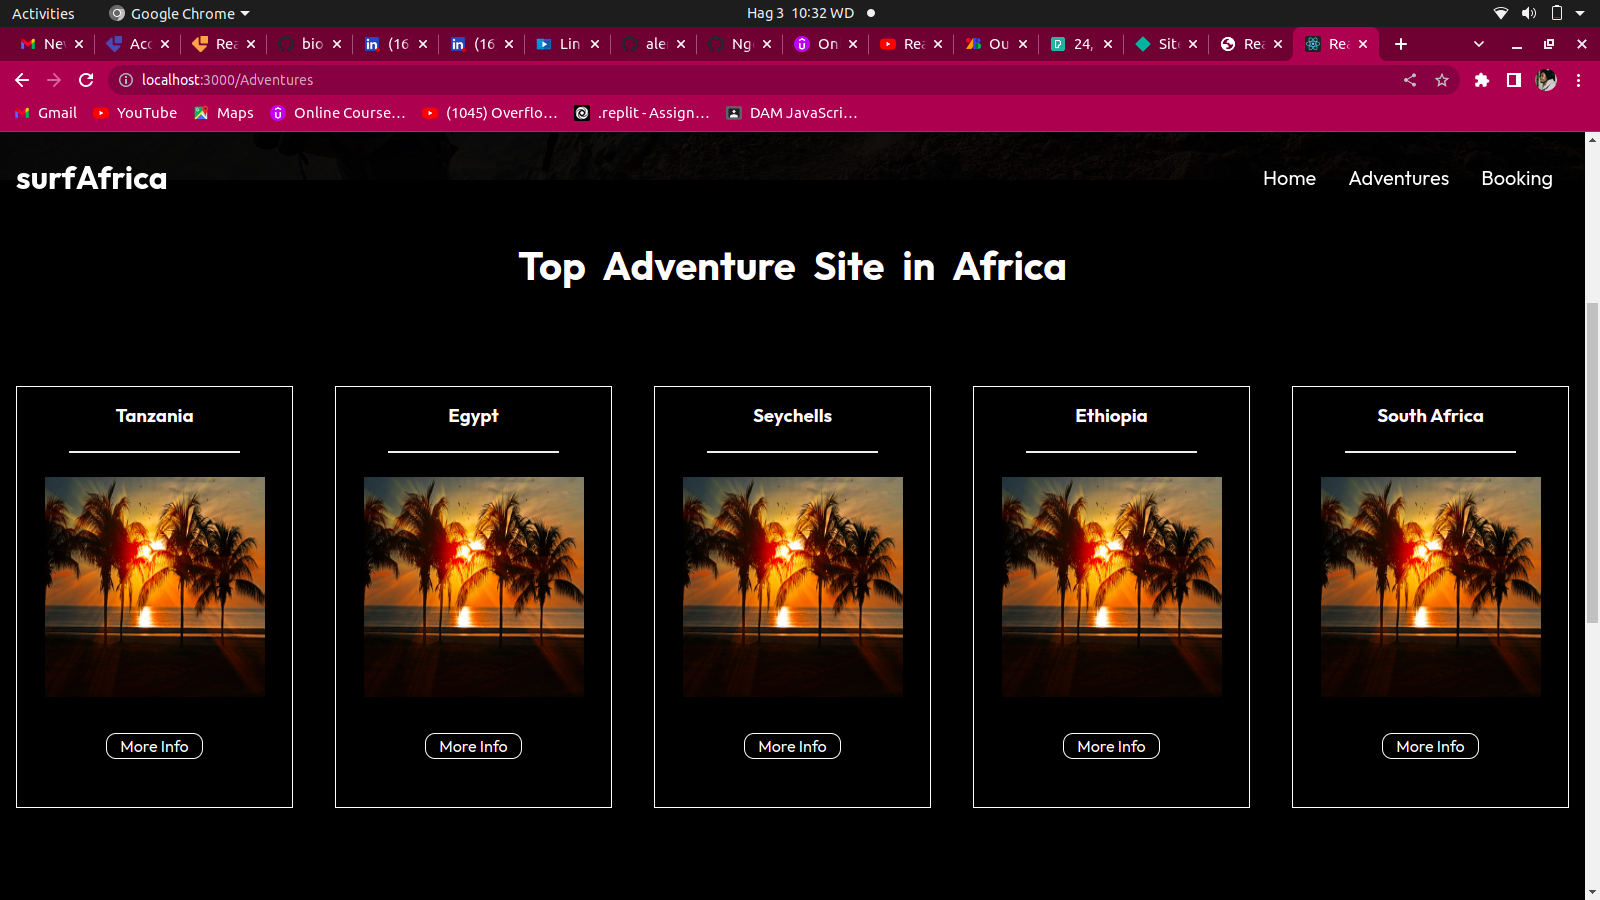 Activities Google Chrome Hag 3 10:32 WD
Nev Acc Rea bio (16 (16 Lin ale Ng On Rea Ou 24, Site Rea Rea
localhost:3000/Adventures
Gmail YouTube Maps Online Course... (1045) Overflo... .replit - Assign... DAM JavaScri...
surfAfrica Home Adventures Booking
Top Adventure Site in Africa
Tanzania Egypt Seychells Ethiopia South Africa
More Info More Info More Info More Info More Info